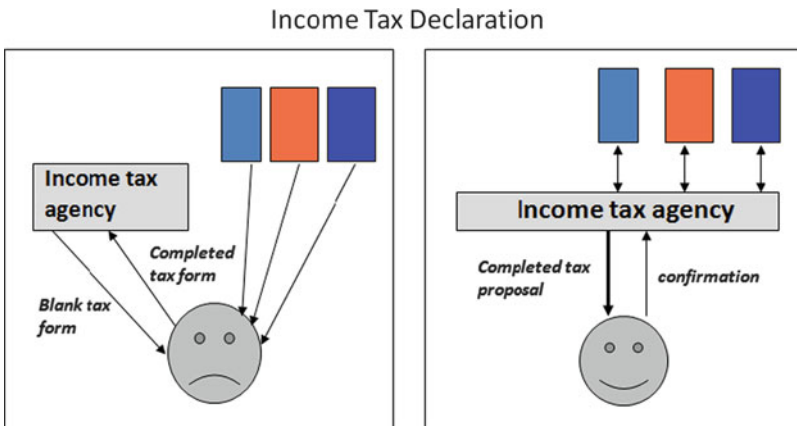 Income Tax Declaration
Income tax
agency
Completed
tax form
Blank tax
form
Income tax agency
Completed tax
proposal
confirmation